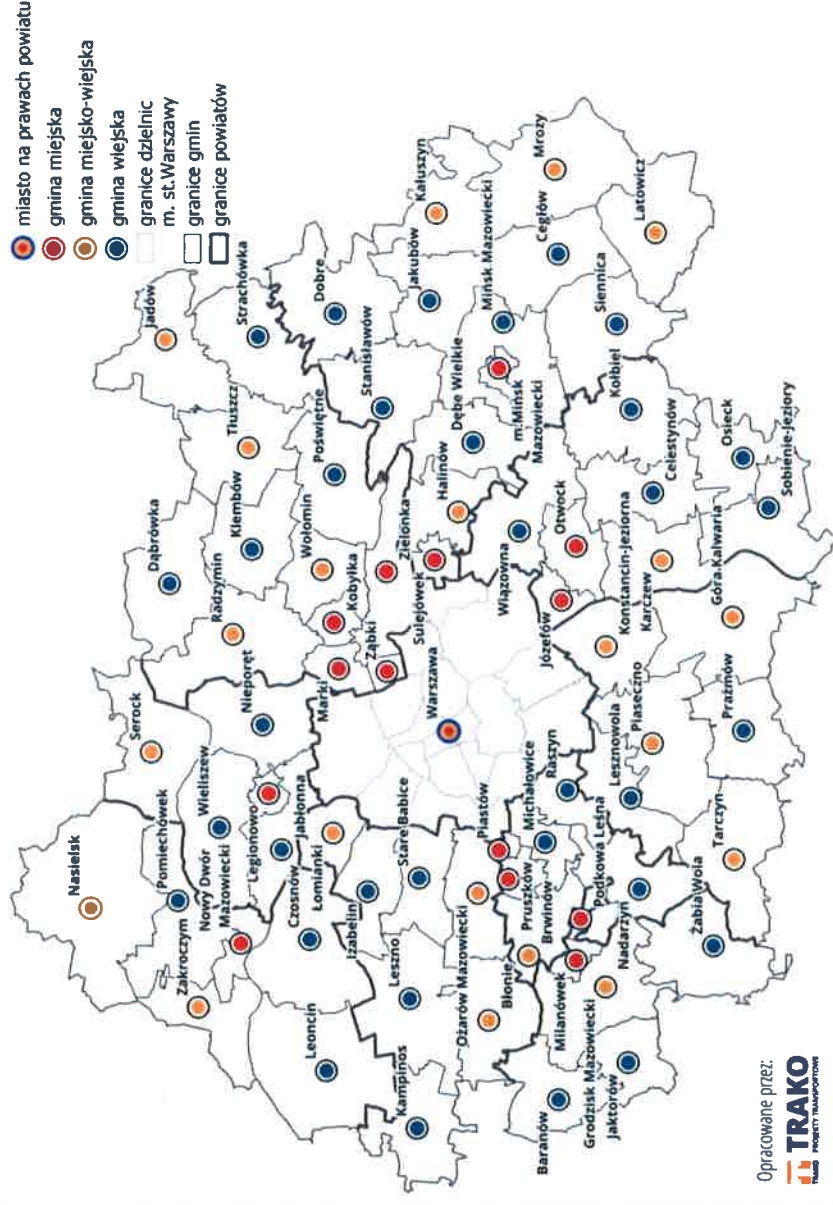 miasto na prawach powiatu
gmina miejska
gmina miejsko-wiejska
gmina wiejska
granice dzielnic
m. st.Warszawy
granice gmin
granice powiatów
Nasielsk
Serock
Pomiechówek
Zakroczym
Nowy Dwór
Mazowiecki
Wieliszew
Legionowo
Nieporęt
Jabłonna
Czosnów
Łomianki
Leoncin
Izabelin
Stare Babice
Leszno
Kampinos
Ożarów Mazowiecki
Błonie
Dąbrówka
Radzymin
Klembów
Tłuszcz
Jadów
Strachówka
Wołomin
Poświętne
Kobyłka
Marki
Ząbki
Zielonka
Sulejówek
Halinów
Dobre
Stanisławów
Jakubów
Kałuszyn
Dębe Wielkie
Mińsk Mazowiecki
m.Mińsk
Mazowiecki
Mrozy
Cegłów
Latowicz
Siennica
Warszawa
Piastów
Pruszków
Michałowice
Raszyn
Brwinów
Podkowa Leśna
Milanówek
Grodzisk Mazowiecki
Nadarzyn
Baranów
Jaktorów
Żabia Wola
Lesznowola
Piaseczno
Tarczyn
Prażmów
Góra Kalwaria
Konstancin-Jeziorna
Karczew
Józefów
Otwock
Wiązowna
Celestynów
Kołbiel
Osieck
Sobienie-Jeziory
Opracowane przez:
TRAKO
TRAKO PROJEKTY TRANSPORTOWE